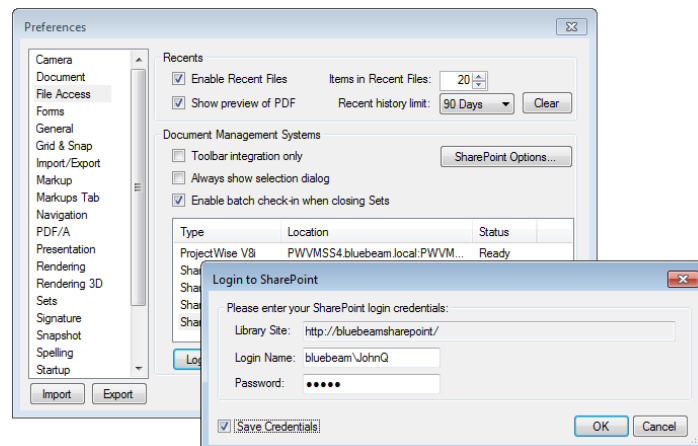 Preferences
Camera
Document
File Access
Forms
General
Grid & Snap
Import/Export
Markup
Markups Tab
Navigation
PDF/A
Presentation
Rendering
Rendering 3D
Sets
Signature
Snapshot
Spelling
Startup
Import Export
Recents
Enable Recent Files Items in Recent Files: 20
Show preview of PDF Recent history limit: 90 Days Clear
Document Management Systems
Toolbar integration only SharePoint Options...
Always show selection dialog
Enable batch check-in when closing Sets
Type Location Status
ProjectWise V8i PWVMSS4.bluebeam.local:PWVM... Ready
Login to SharePoint
Please enter your SharePoint login credentials:
Library Site: http://bluebeamsharepoint/
Login Name: bluebeam\JohnQ
Password: •••••
Save Credentials OK Cancel